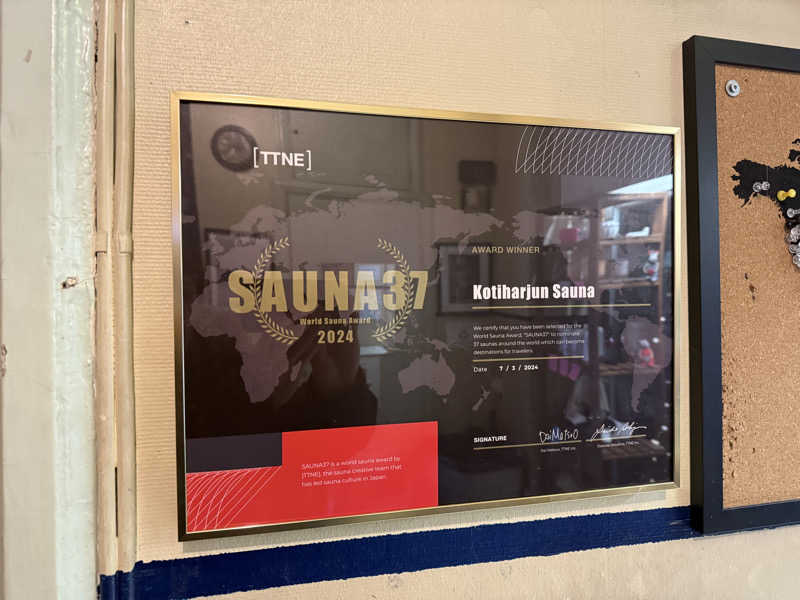 [TTNE]
SAUNA37
World Sauna Award
2024
AWARD WINNER
Kotiharjun Sauna
We certify that you have been selected for the
World Sauna Award, "SAUNA37" to nominate
37 saunas around the world which can become
destinations for travelers.
Date 7 / 3 / 2024
SIGNATURE
SAUNA37 is a world sauna award by
[TTNE], the sauna creative team that
has led sauna culture in Japan.